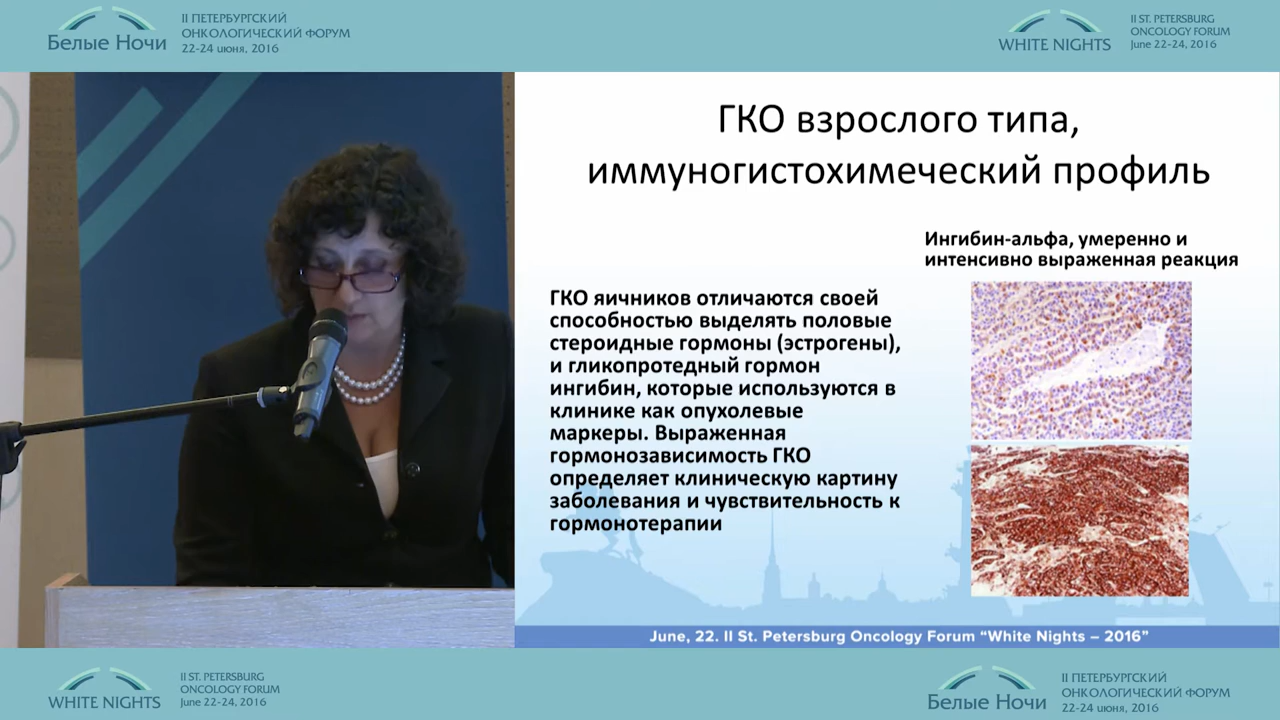 Белые Ночи
II ПЕТЕРБУРГСКИЙ
ОНКОЛОГИЧЕСКИЙ ФОРУМ
22-24 июня, 2016
WHITE NIGHTS
II ST. PETERSBURG
ONCOLOGY FORUM
June 22-24, 2016
ГКО взрослого типа,
иммуногистохимеческий профиль
Ингибин-альфа, умеренно и
интенсивно выраженная реакция
ГКО яичников отличаются своей
способностью выделять половые
стероидные гормоны (эстрогены),
и гликопротедный гормон
ингибин, которые используются в
клинике как опухолевые
маркеры. Выраженная
гормонозависимость ГКО
определяет клиническую картину
заболевания и чувствительность к
гормонотерапии
June, 22. II St. Petersburg Oncology Forum “White Nights – 2016”
WHITE NIGHTS
II ST. PETERSBURG
ONCOLOGY FORUM
June 22-24, 2016
Белые Ночи
II ПЕТЕРБУРГСКИЙ
ОНКОЛОГИЧЕСКИЙ ФОРУМ
22-24 июня, 2016